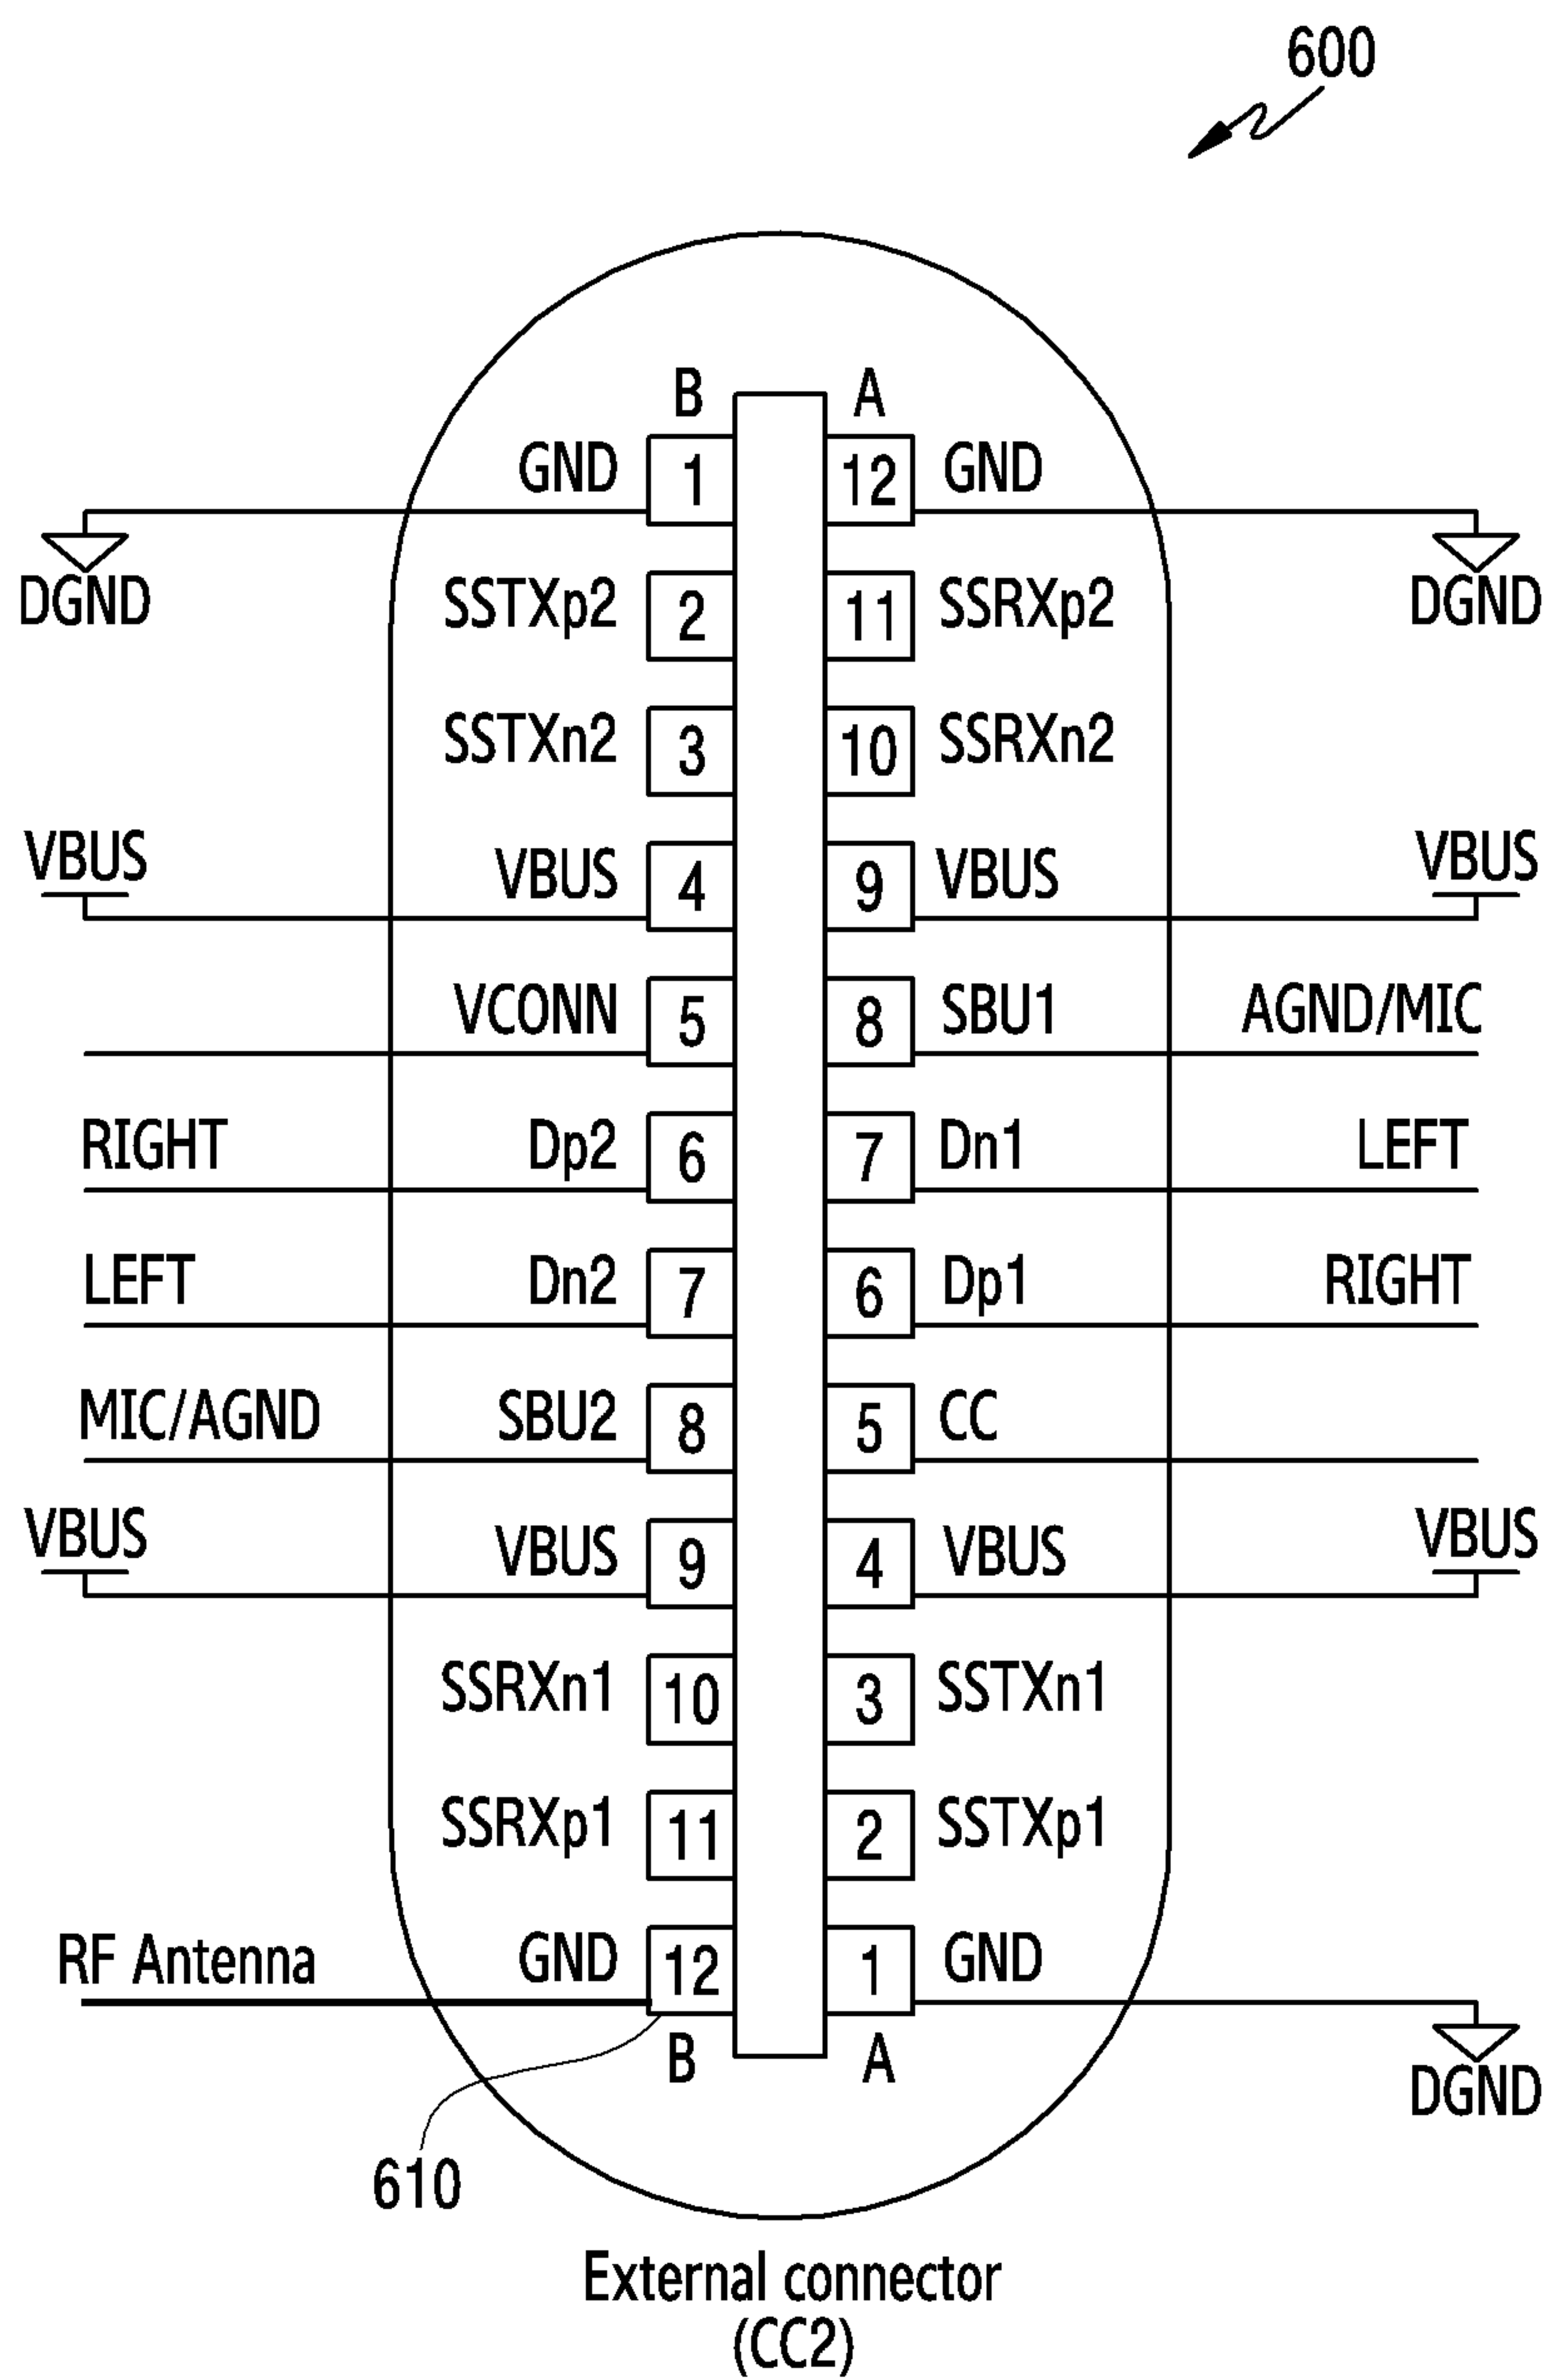 600
B A
GND 1 12 GND
DGND SSTXp2 2 11 SSRXp2 DGND
SSTXn2 3 10 SSRXn2
VBUS VBUS 4 9 VBUS VBUS
VCONN 5 8 SBU1 AGND/MIC
RIGHT Dp2 6 7 Dn1 LEFT
LEFT Dn2 7 6 Dp1 RIGHT
MIC/AGND SBU2 8 5 CC
VBUS VBUS 9 4 VBUS VBUS
SSRXn1 10 3 SSTXn1
SSRXp1 11 2 SSTXp1
RF Antenna GND 12 1 GND
B A DGND
610
External connector
(CC2)